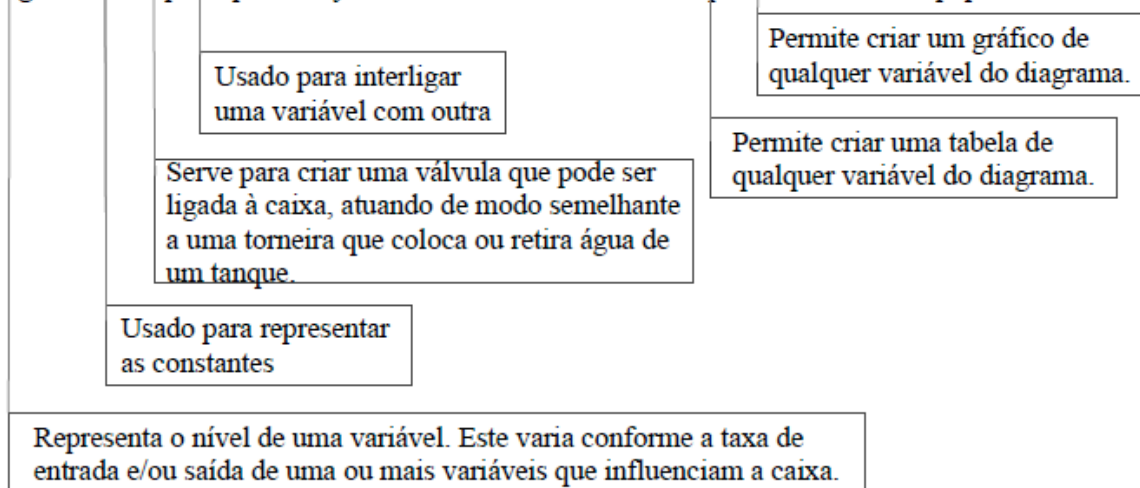 Permite criar um gráfico de
qualquer variável do diagrama.
Usado para interligar
uma variável com outra
Permite criar uma tabela de
qualquer variável do diagrama.
Serve para criar uma válvula que pode ser
ligada à caixa, atuando de modo semelhante
a uma torneira que coloca ou retira água de
um tanque.
Usado para representar
as constantes
Representa o nível de uma variável. Este varia conforme a taxa de
entrada e/ou saída de uma ou mais variáveis que influenciam a caixa.